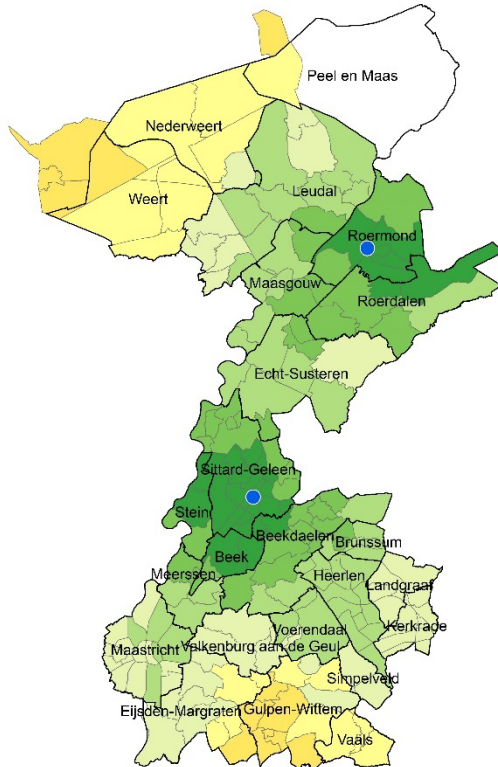 Peel en Maas
Nederweert
Weert
Leudal
Roermond
Maasgouw
Roerdalen
Echt-Susteren
Sittard-Geleen
Stein
Beekdaelen
Brunssum
Beek
Meerssen
Heerlen
Landgraaf
Kerkrade
Voerendaal
Maastricht
Valkenburg aan de Geul
Simpelveld
Eijsden-Margraten
Gulpen-Wittem
Vaals